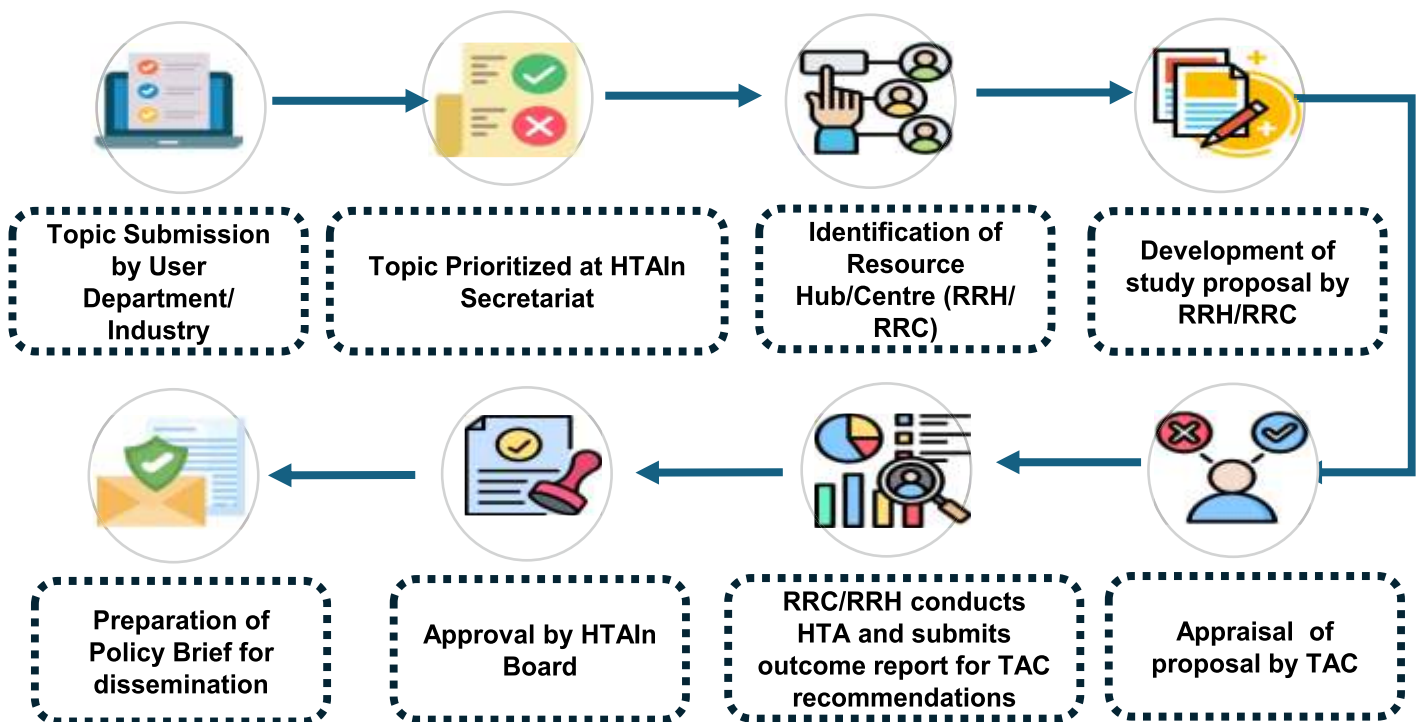 Topic Submission
by User
Department/
Industry
Topic Prioritized at HTAIn
Secretariat
Identification of
Resource
Hub/Centre (RRH/
RRC)
Development of
study proposal by
RRH/RRC
Appraisal of
proposal by TAC
RRC/RRH conducts
HTA and submits
outcome report for TAC
recommendations
Approval by HTAIn
Board
Preparation of
Policy Brief for
dissemination